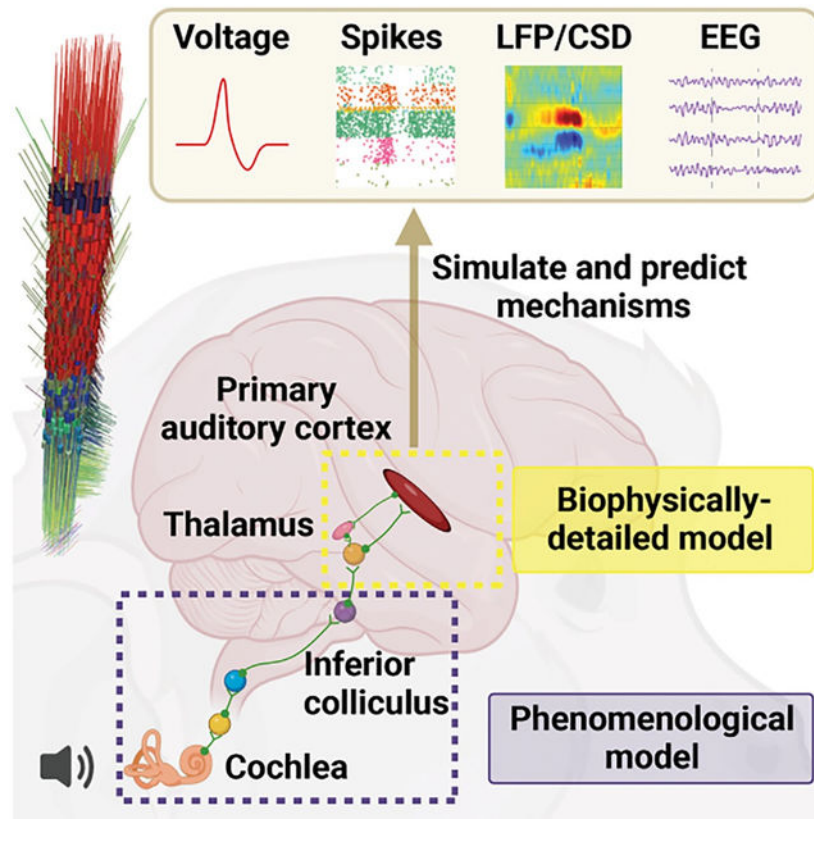 Voltage Spikes LFP/CSD EEG
Simulate and predict
mechanisms
Primary
auditory cortex
Thalamus
Biophysically-
detailed model
Inferior
colliculus
Phenomenological
model
Cochlea